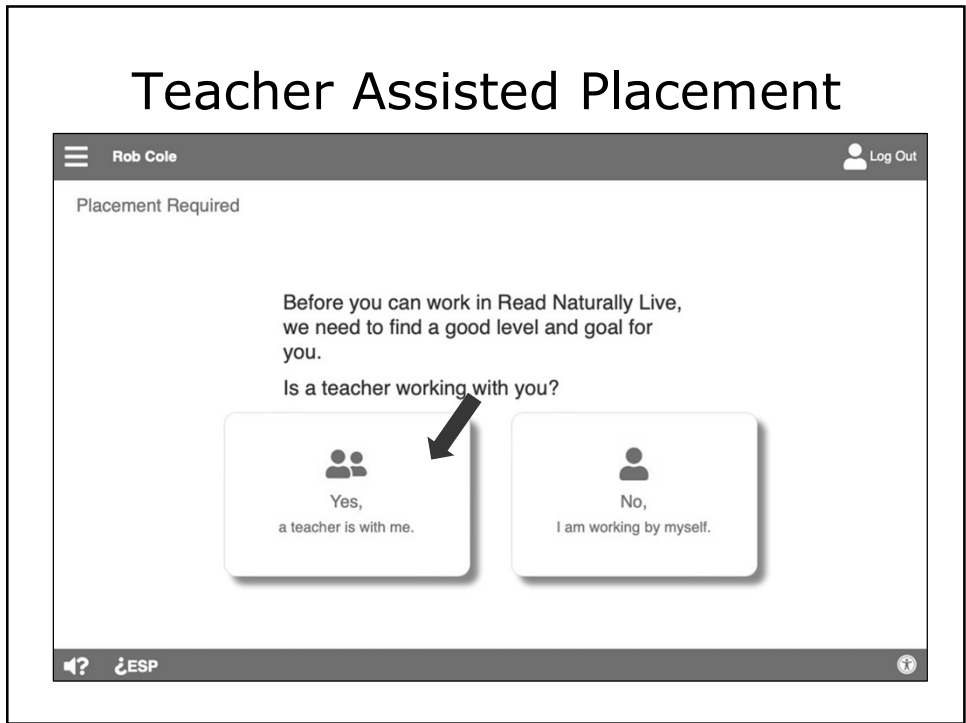 Teacher Assisted Placement
Rob Cole
Log Out
Placement Required
Before you can work in Read Naturally Live,
we need to find a good level and goal for
you.
Is a teacher working with you?
Yes,
a teacher is with me.
No,
I am working by myself.
?
¿ESP